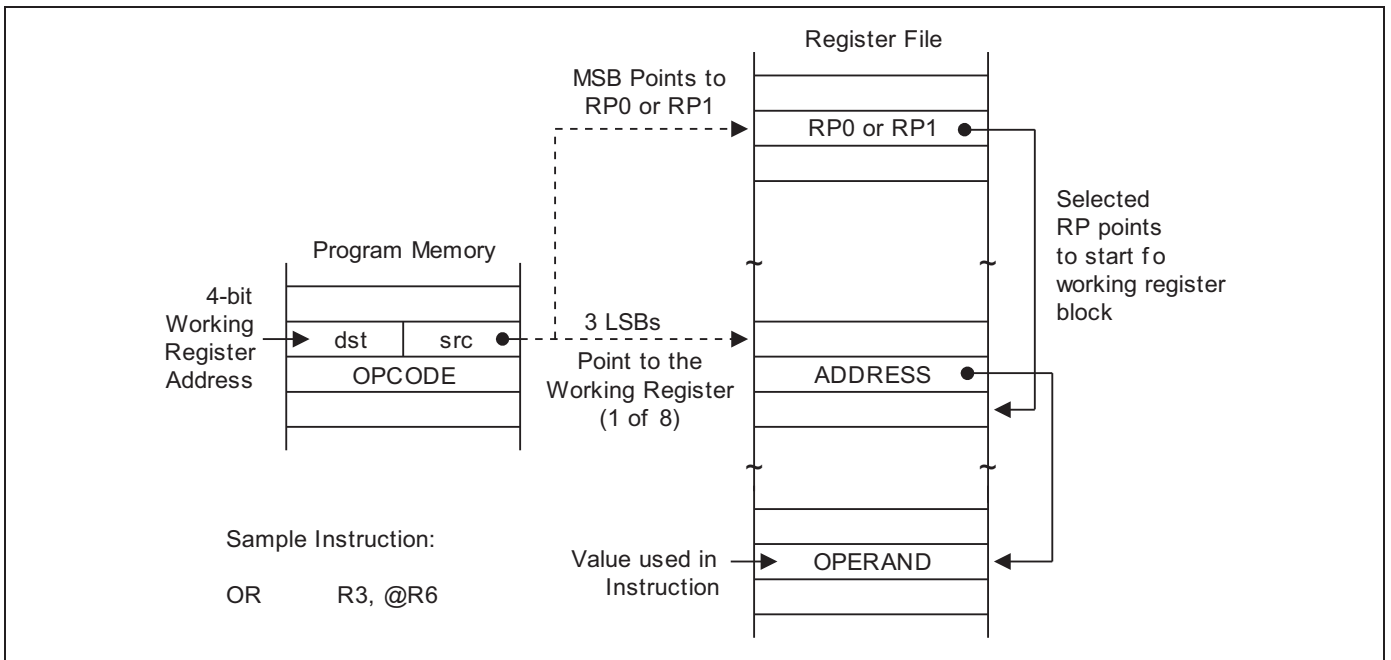 Register File
MSB Points to
RP0 or RP1
RP0 or RP1
Selected
RP points
to start fo
working register
block
Program Memory
4-bit
Working
Register
Address
dst src
OPCODE
3 LSBs
Point to the
Working Register
(1 of 8)
ADDRESS
Sample Instruction:
OR R3, @R6
Value used in
Instruction
OPERAND